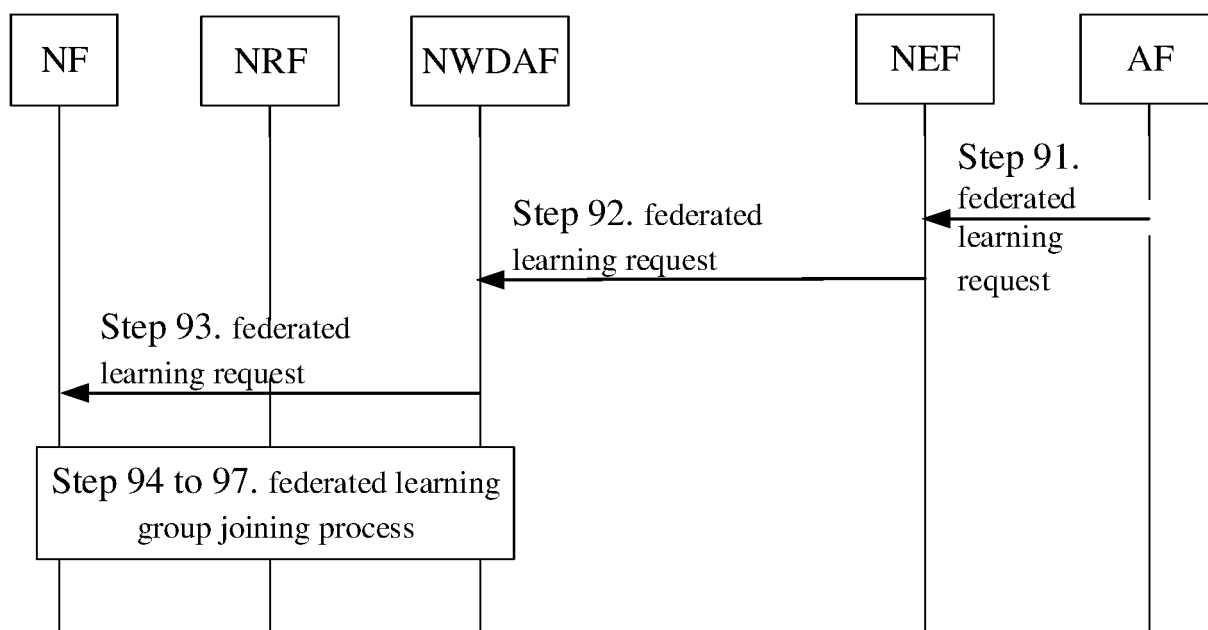 NF NRF NWDAF NEF AF
Step 91.
federated
learning
request
Step 92. federated
learning request
Step 93. federated
learning request
Step 94 to 97. federated learning
group joining process